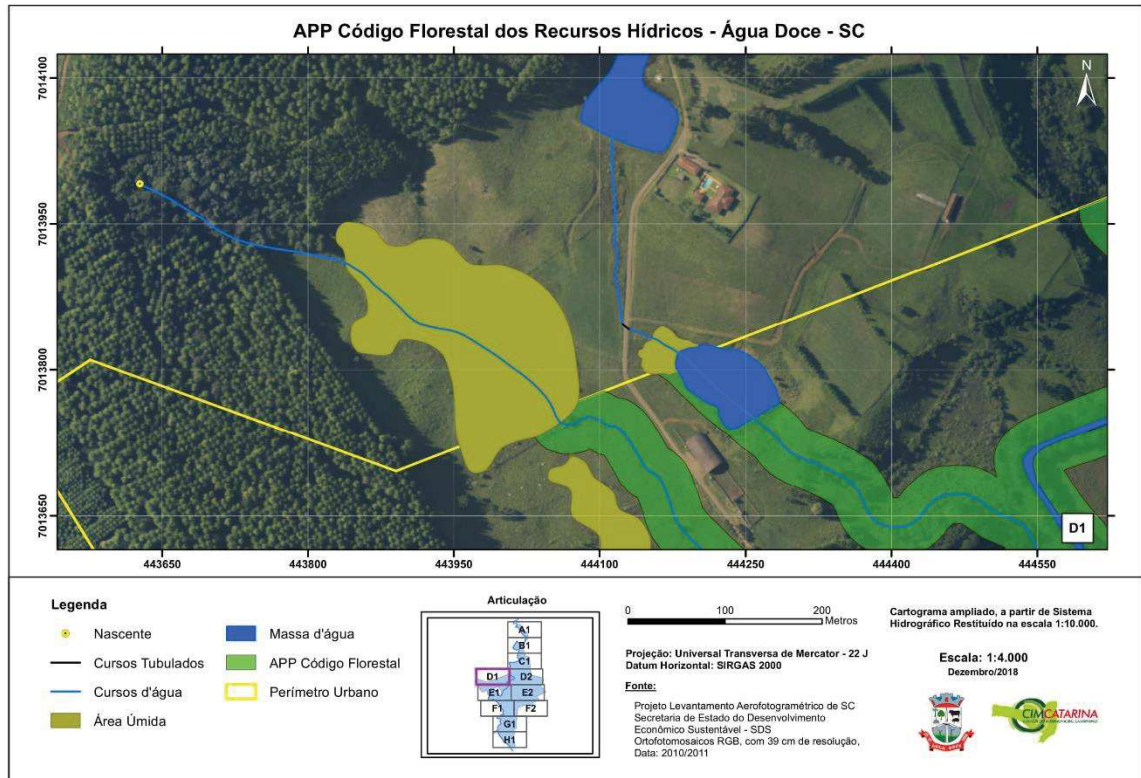 APP Código Florestal dos Recursos Hídricos - Água Doce - SC
N
7014100
7013950
7013800
7013650
D1
443650
443800
443950
444100
444250
444400
444550
Legenda
Nascente
Cursos Tubulados
Cursos d'água
Área Úmida
Massa d'água
APP Código Florestal
Perímetro Urbano
Articulação
A1
B1
C1
D1
D2
E1
E2
F1
F2
G1
H1
0
100
200
Metros
Projeção: Universal Transversa de Mercator - 22 J
Datum Horizontal: SIRGAS 2000
Fonte:
Projeto Levantamento Aerofotogramétrico de SC
Secretaria de Estado do Desenvolvimento
Econômico Sustentável - SDS
Ortofotomosaicos RGB, com 39 cm de resolução,
Data: 2010/2011
Cartograma ampliado, a partir de Sistema
Hidrográfico Restituído na escala 1:10.000.
Escala: 1:4.000
Dezembro/2018
CIMCATARINA